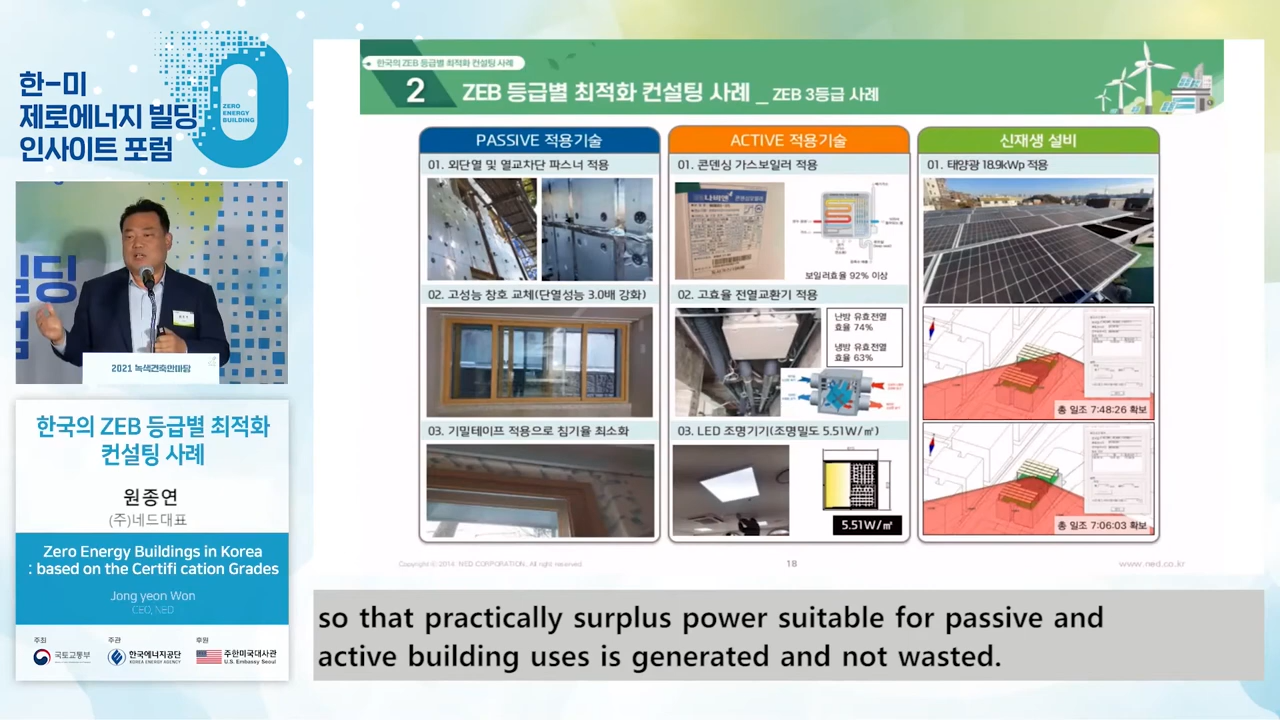 한-미
제로에너지 빌딩
인사이트 포럼
ZERO
ENERGY
BUILDING
2021 녹색건축한마당
한국의 ZEB 등급별 최적화
컨설팅 사례
원종연
(주)네드대표
Zero Energy Buildings in Korea
: based on the Certifi cation Grades
Jong yeon Won
CEO, NED
주최
국토교통부
주관
한국에너지공단
KOREA ENERGY AGENCY
후원
주한미국대사관
U.S. Embassy Seoul
한국의 ZEB 등급별 최적화 컨설팅 사례
2
ZEB 등급별 최적화 컨설팅 사례 _ ZEB 3등급 사례
PASSIVE 적용기술
01. 외단열 및 열교차단 파스너 적용
02. 고성능 창호 교체(단열성능 3.0배 강화)
03. 기밀테이프 적용으로 침기율 최소화
ACTIVE 적용기술
01. 콘덴싱 가스보일러 적용
보일러효율 92% 이상
02. 고효율 전열교환기 적용
난방 유효전열
효율 74%
냉방 유효전열
효율 63%
03. LED 조명기기(조명밀도 5.51W/㎡)
5.51W/㎡
신재생 설비
01. 태양광 18.9kWp 적용
총 일조 7:48:26 확보
총 일조 7:06:03 확보
Copyright ⓒ 2014 NED CORPORATION. All right reserved.
18
www.ned.co.kr
so that practically surplus power suitable for passive and
active building uses is generated and not wasted.